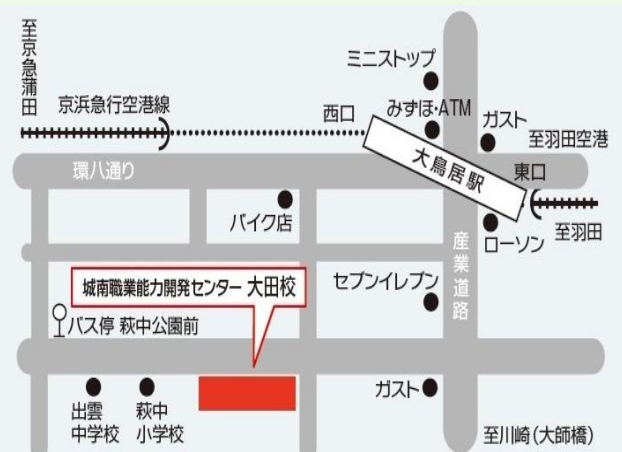 至京急蒲田
京浜急行空港線
西口
ミニストップ
みずほ・ATM
ガスト
至羽田空港
大鳥居駅
東口
環八通り
バイク店
ローソン
至羽田
産業道路
城南職業能力開発センター 大田校
セブンイレブン
バス停 萩中公園前
出雲
中学校
萩中
小学校
ガスト
至川崎(大師橋)